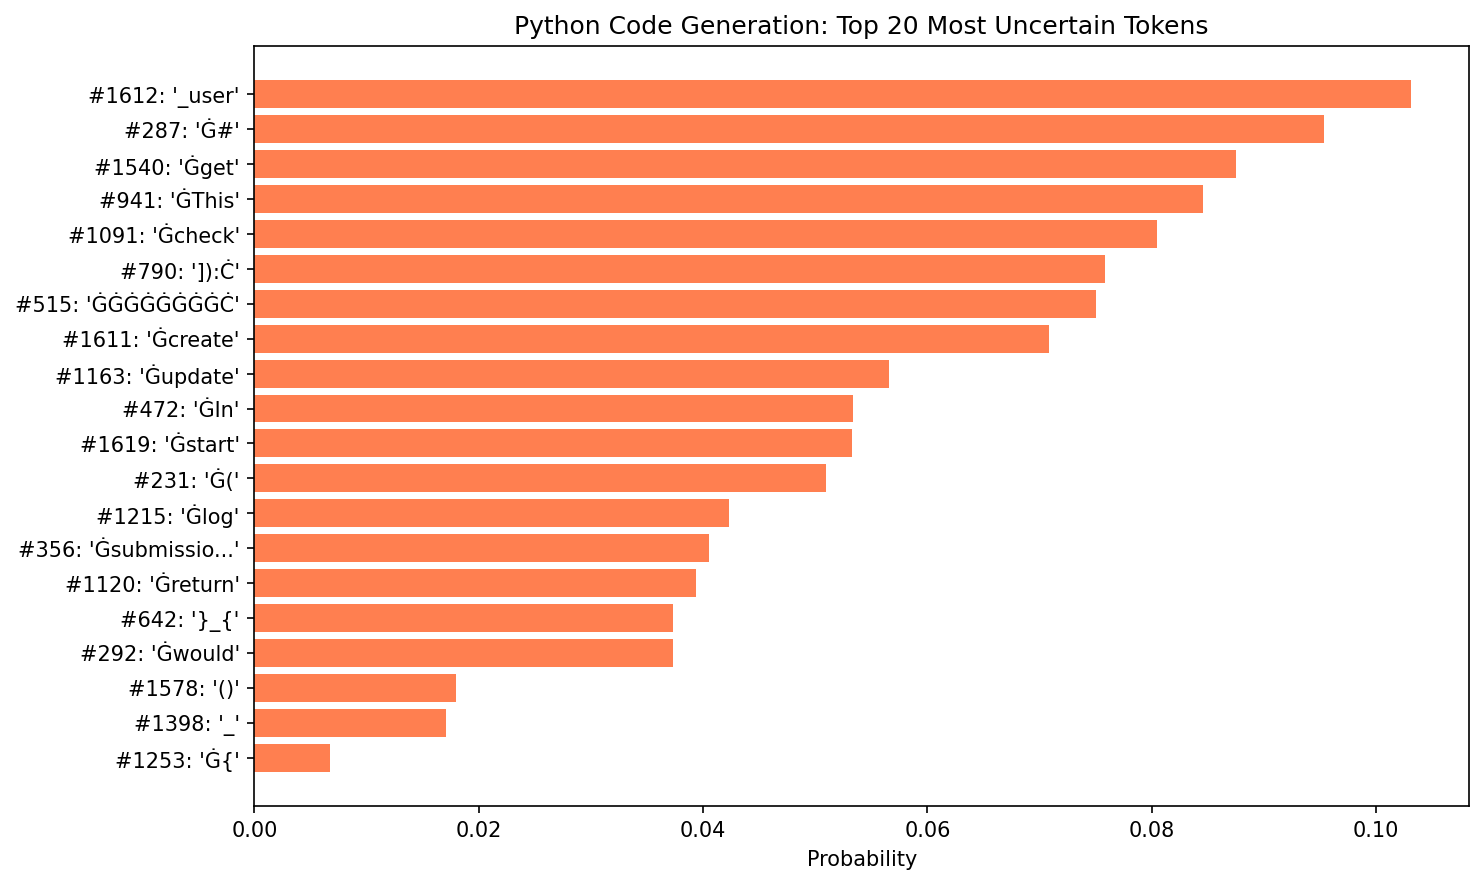 Python Code Generation: Top 20 Most Uncertain Tokens
#1612: '_user'
#287: 'Ġ#'
#1540: 'Ġget'
#941: 'ĠThis'
#1091: 'Ġcheck'
#790: ']):Ċ'
#515: 'ĠĠĠĠĠĠĠĠĠĊ'
#1611: 'Ġcreate'
#1163: 'Ġupdate'
#472: 'ĠIn'
#1619: 'Ġstart'
#231: 'Ġ('
#1215: 'Ġlog'
#356: 'Ġsubmissio...'
#1120: 'Ġreturn'
#642: '}_{'
#292: 'Ġwould'
#1578: '()'
#1398: '_'
#1253: 'Ġ{'
0.00 0.02 0.04 0.06 0.08 0.10
Probability